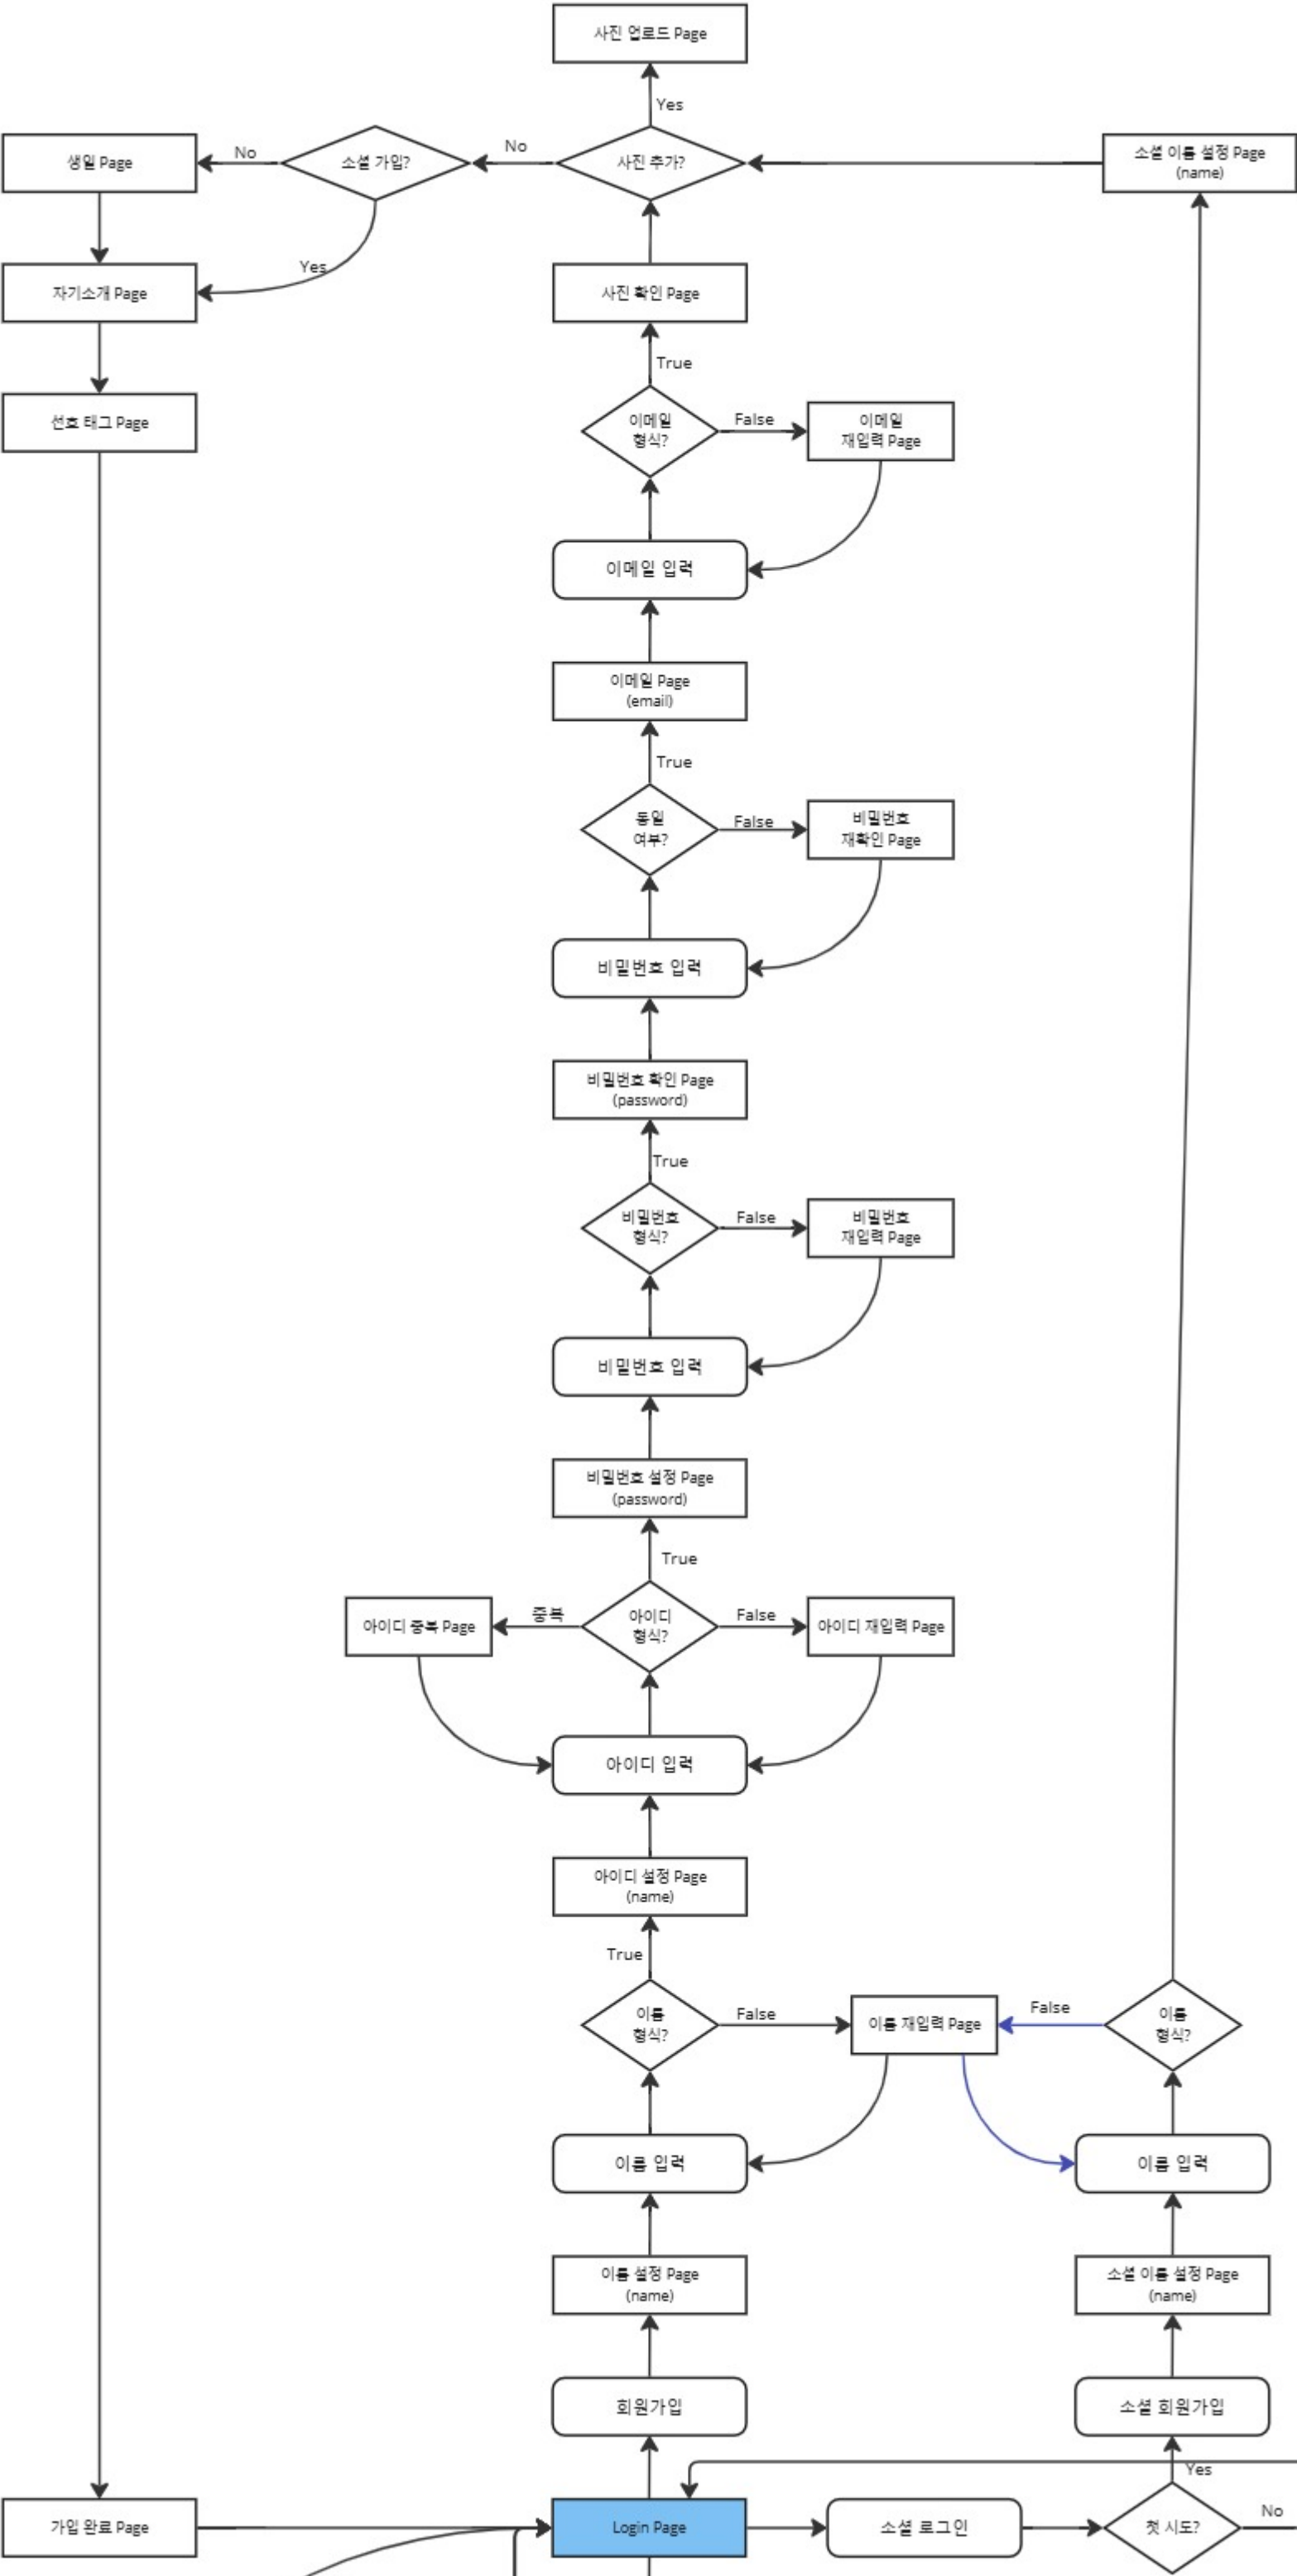 사진 업로드 Page
Yes
생일 Page
No
소셜 가입?
No
사진 추가?
소셜 이름 설정 Page
(name)
자기소개 Page
Yes
사진 확인 Page
True
선호 태그 Page
이메일
형식?
False
이메일
재입력 Page
이메일 입력
이메일 Page
(email)
True
동일
여부?
False
비밀번호
재확인 Page
비밀번호 입력
비밀번호 확인 Page
(password)
True
비밀번호
형식?
False
비밀번호
재입력 Page
비밀번호 입력
비밀번호 설정 Page
(password)
True
아이디 중복 Page
중복
아이디
형식?
False
아이디 재입력 Page
아이디 입력
아이디 설정 Page
(name)
True
이름
형식?
False
이름 재입력 Page
False
이름
형식?
이름 입력
이름 입력
이름 설정 Page
(name)
소셜 이름 설정 Page
(name)
회원가입
소셜 회원가입
Yes
가입 완료 Page
Login Page
소셜 로그인
첫 시도?
No